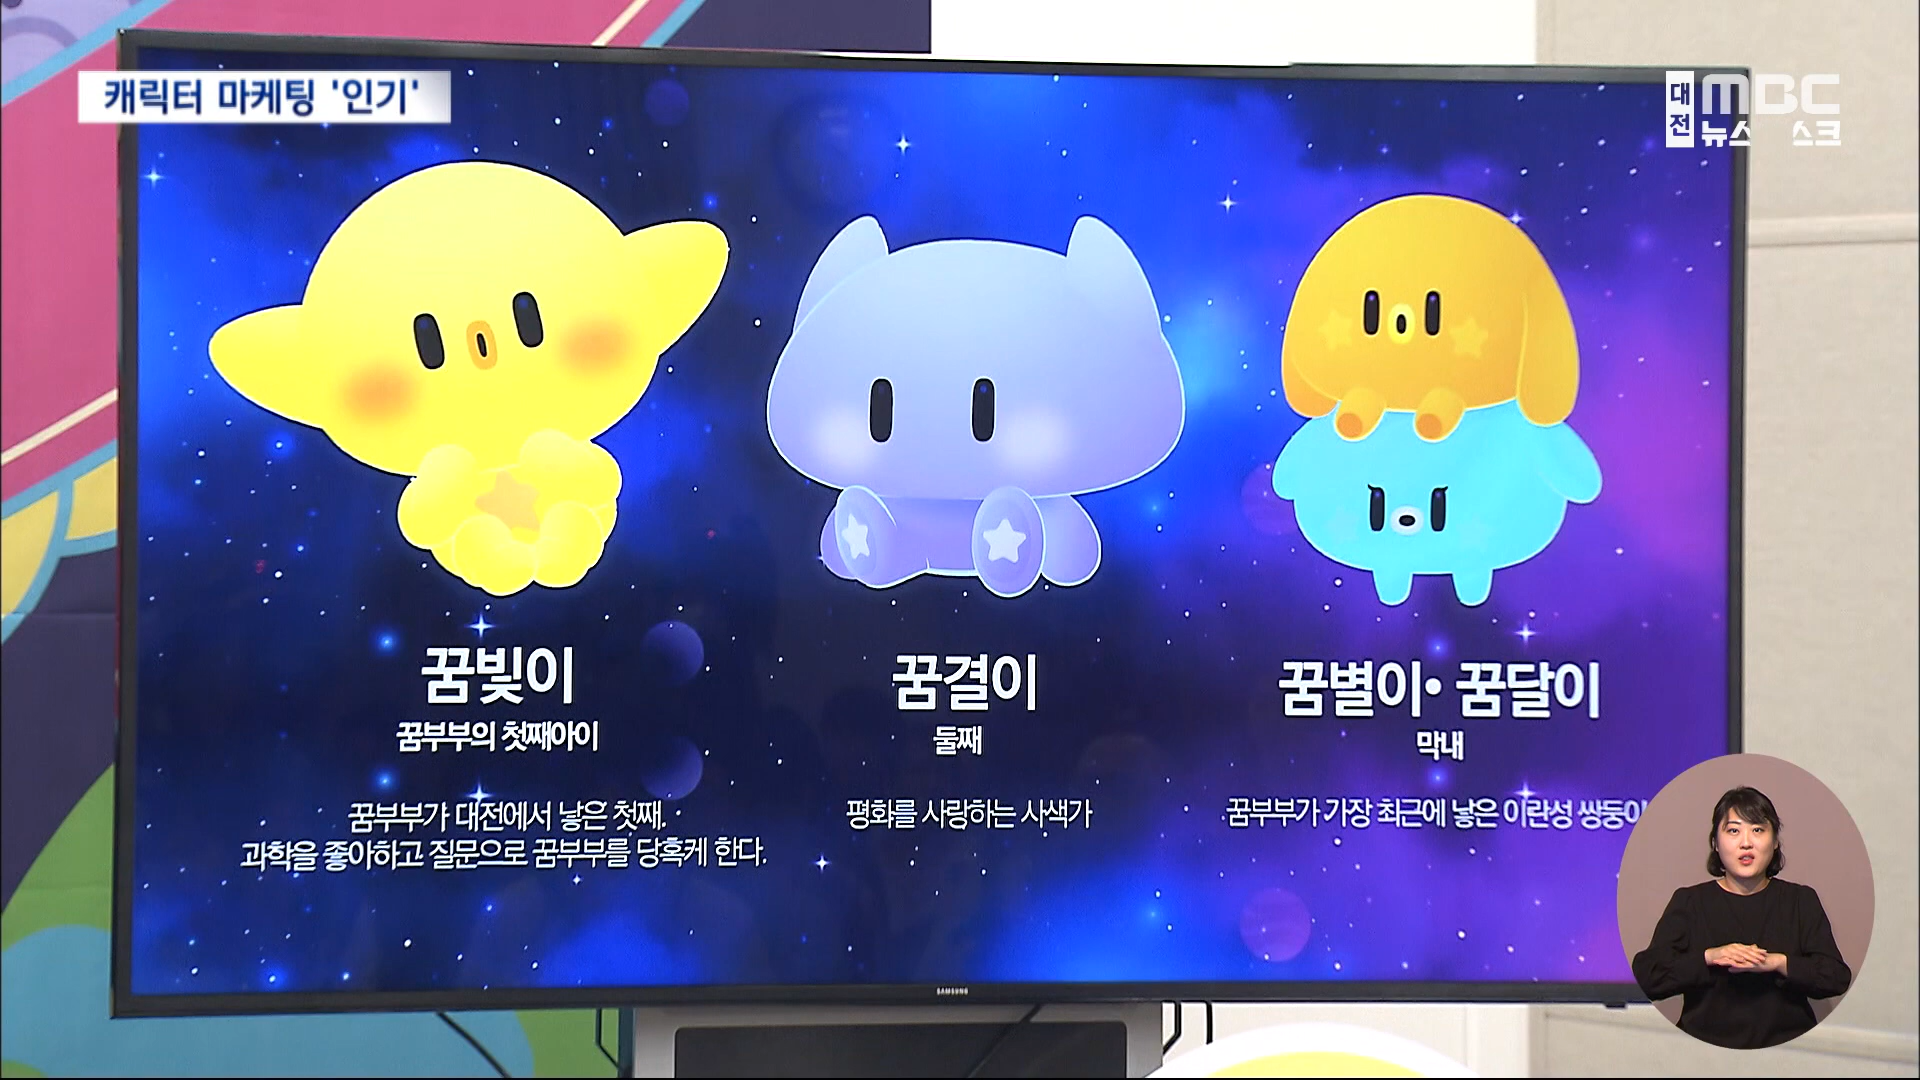 캐릭터 마케팅 '인기'
대전
MBC
뉴스 스크
꿈빛이
꿈부부의 첫째아이
꿈부부가 대전에서 낳은 첫째.
과학을 좋아하고 질문으로 꿈부부를 당혹케 한다.
꿈결이
둘째
평화를 사랑하는 사색가
꿈별이· 꿈달이
막내
꿈부부가 가장 최근에 낳은 이란성 쌍둥이
SAMSUNG